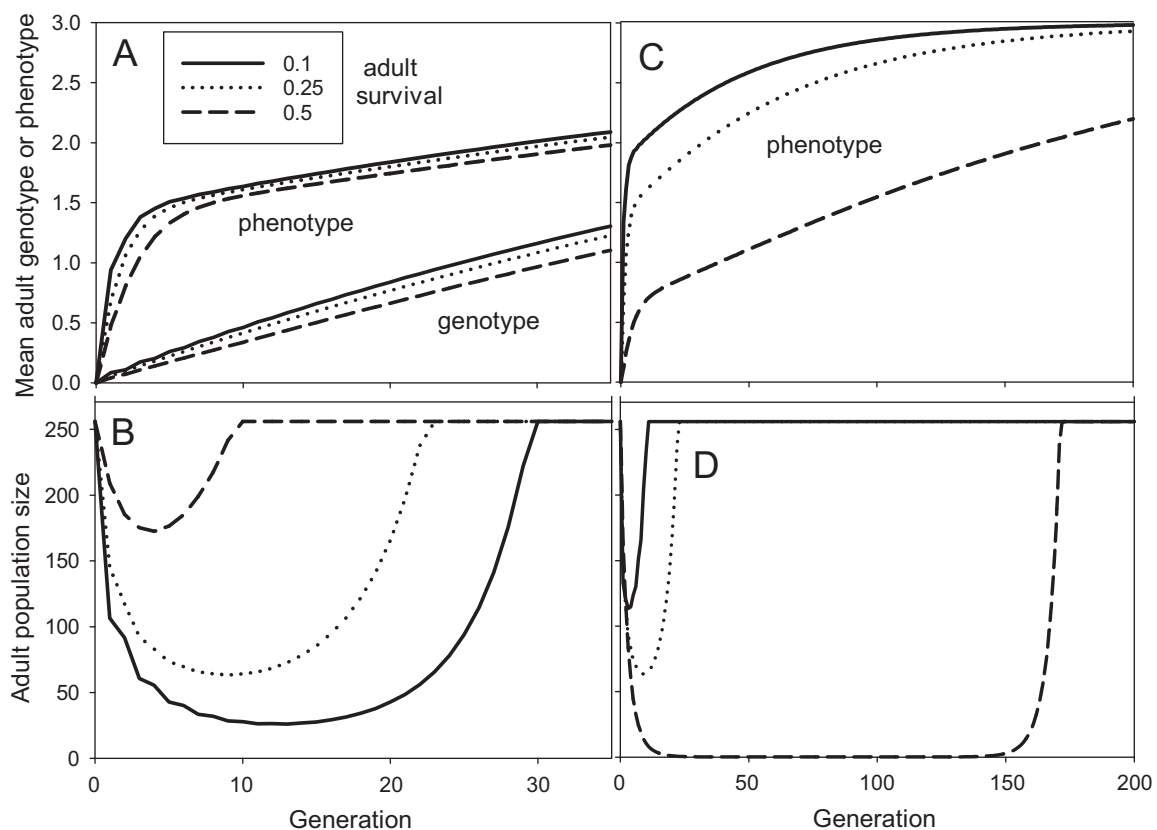 Mean adult genotype or phenotype
3.0
2.5
2.0
1.5
1.0
0.5
0.0
A
0.1
0.25
0.5
adult
survival
phenotype
genotype
C
phenotype
Adult population size
250
200
150
100
50
0
B
D
0
10
20
30
Generation
0
50
100
150
200
Generation